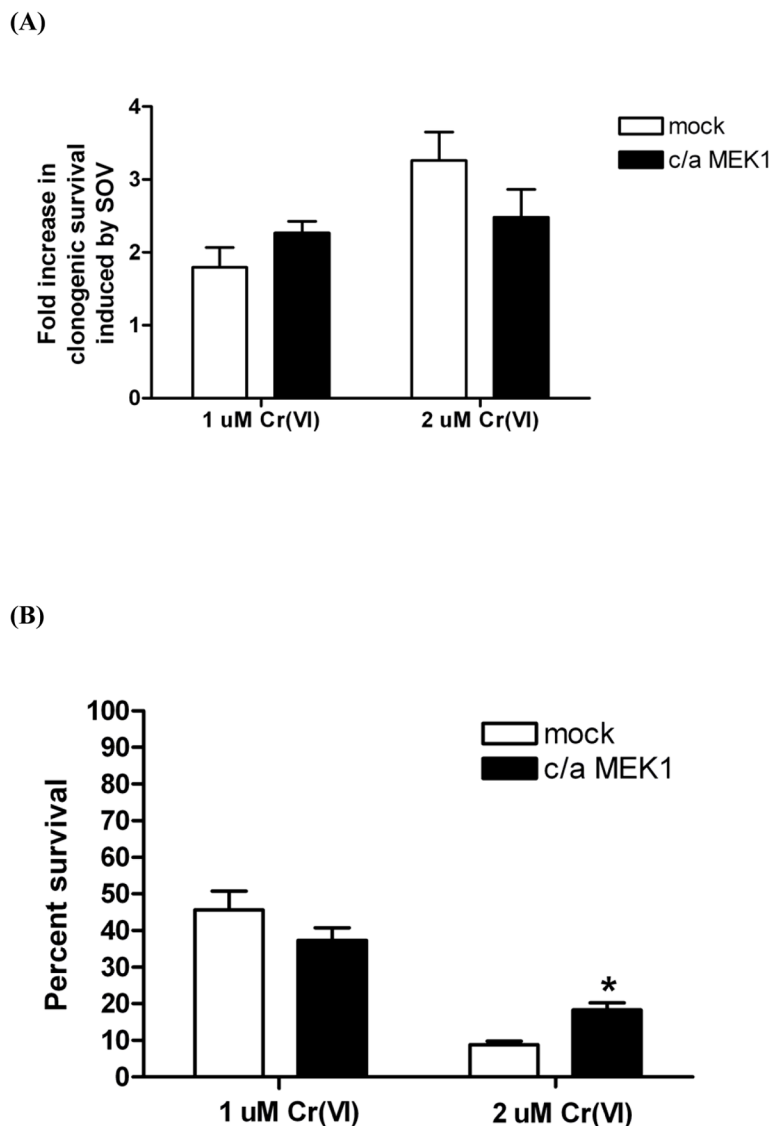 (A)
Fold increase in
clonogenic survival
induced by SOV
4
3
2
1
0
1 uM Cr(VI)
2 uM Cr(VI)
mock
c/a MEK1
(B)
Percent survival
100
90
80
70
60
50
40
30
20
10
0
*
1 uM Cr(VI)
2 uM Cr(VI)
mock
c/a MEK1